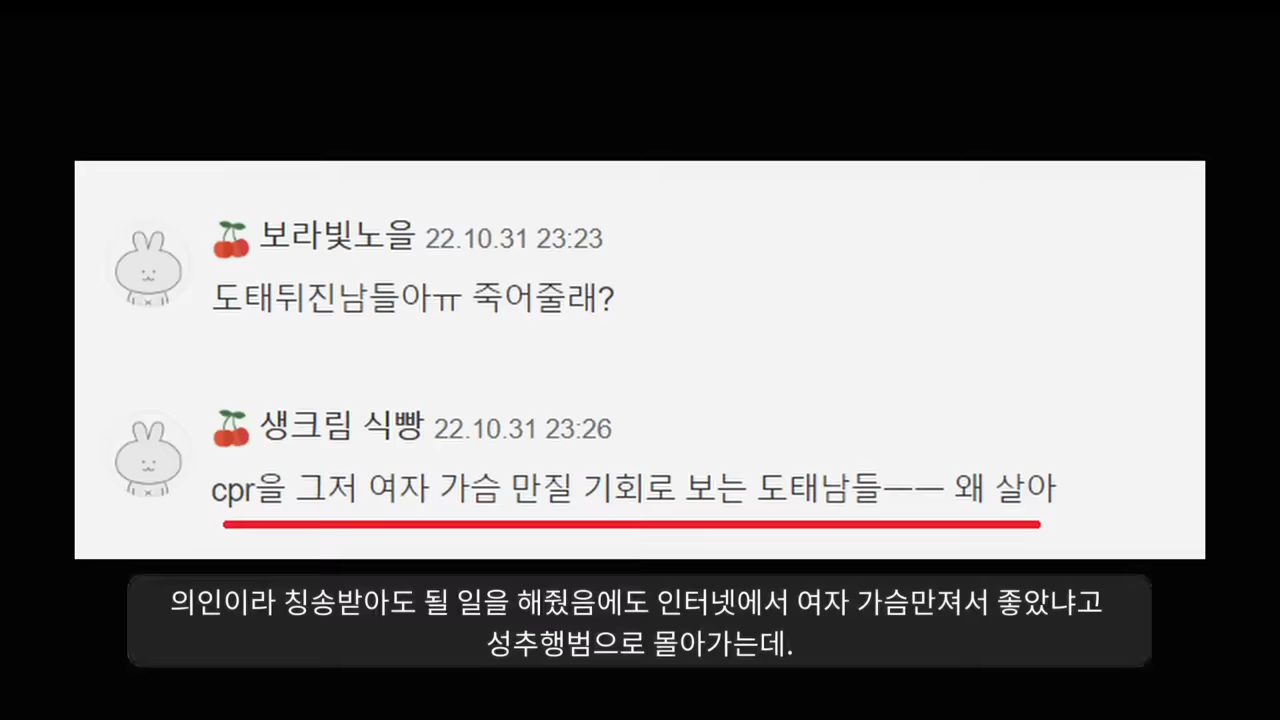 보라빛노을 22.10.31 23:23
도태뒤진남들아ㅠ 죽어줄래?
생크림 식빵 22.10.31 23:26
cpr을 그저 여자 가슴 만질 기회로 보는 도태남들ㅡㅡ 왜 살아
의인이라 칭송받아도 될 일을 해줬음에도 인터넷에서 여자 가슴만져서 좋았냐고
성추행범으로 몰아가는데.